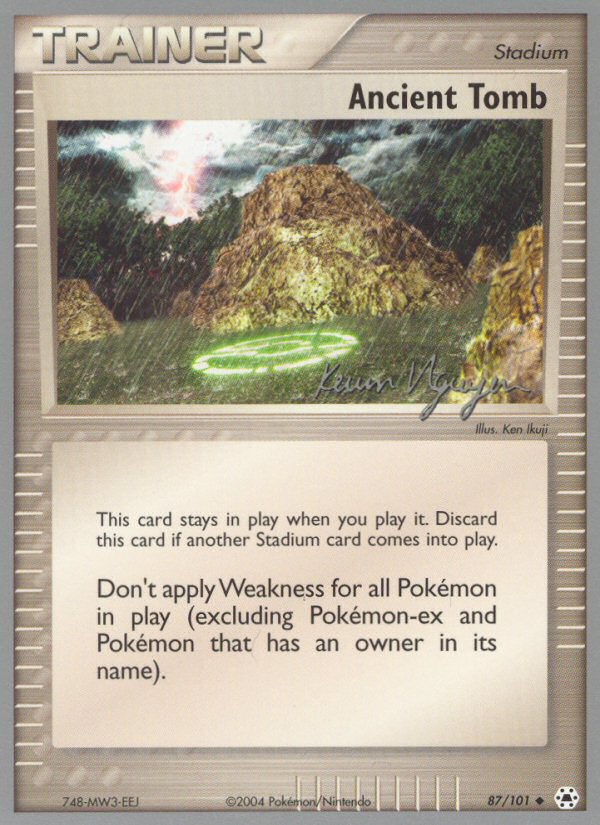 TRAINER
Stadium
Ancient Tomb
Kevin Nguyen
Illus. Ken Ikuji
This card stays in play when you play it. Discard
this card if another Stadium card comes into play.
Don't apply Weakness for all Pokémon
in play (excluding Pokémon-ex and
Pokémon that has an owner in its
name).
748-MW3-EEJ
©2004 Pokémon/Nintendo
87/101 ◆